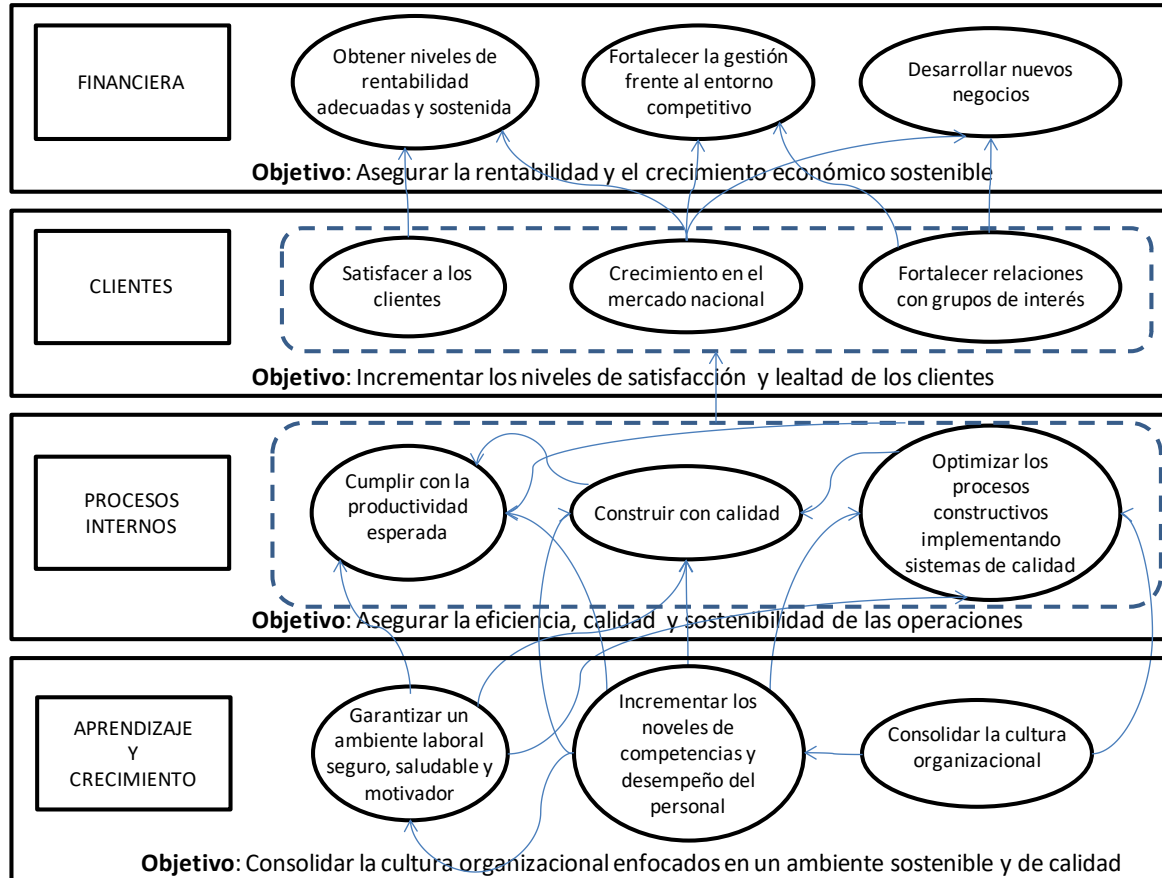 FINANCIERA
Obtener niveles de
rentabilidad
adecuadas y sostenida
Fortalecer la gestión
frente al entorno
competitivo
Desarrollar nuevos
negocios
Objetivo: Asegurar la rentabilidad y el crecimiento económico sostenible
CLIENTES
Satisfacer a los
clientes
Crecimiento en el
mercado nacional
Fortalecer relaciones
con grupos de interés
Objetivo: Incrementar los niveles de satisfacción y lealtad de los clientes
PROCESOS
INTERNOS
Cumplir con la
productividad
esperada
Construir con calidad
Optimizar los
procesos
constructivos
implementando
sistemas de calidad
Objetivo: Asegurar la eficiencia, calidad y sostenibilidad de las operaciones
APRENDIZAJE
Y
CRECIMIENTO
Garantizar un
ambiente laboral
seguro, saludable y
motivador
Incrementar los
noveles de
competencias y
desempeño del
personal
Consolidar la cultura
organizacional
Objetivo: Consolidar la cultura organizacional enfocados en un ambiente sostenible y de calidad